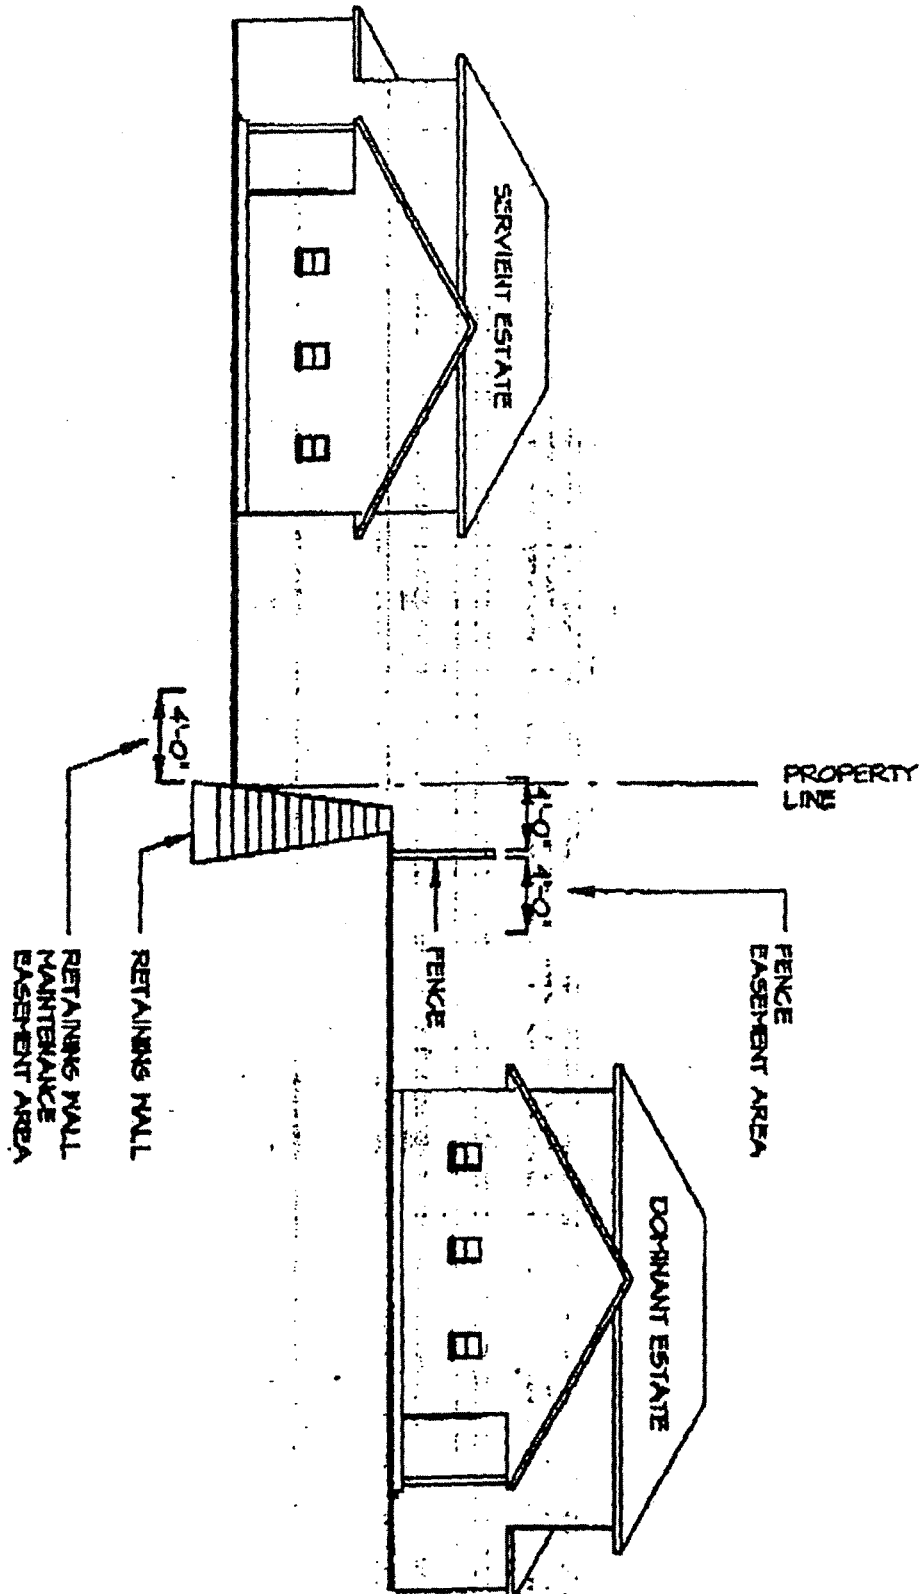 SERVIENT ESTATE
PROPERTY
LINE
4'-0"
4'-0"
4'-0"
FENCE
EASEMENT AREA
FENCE
RETAINING WALL
RETAINING WALL
MAINTENANCE
EASEMENT AREA
DOMINANT ESTATE